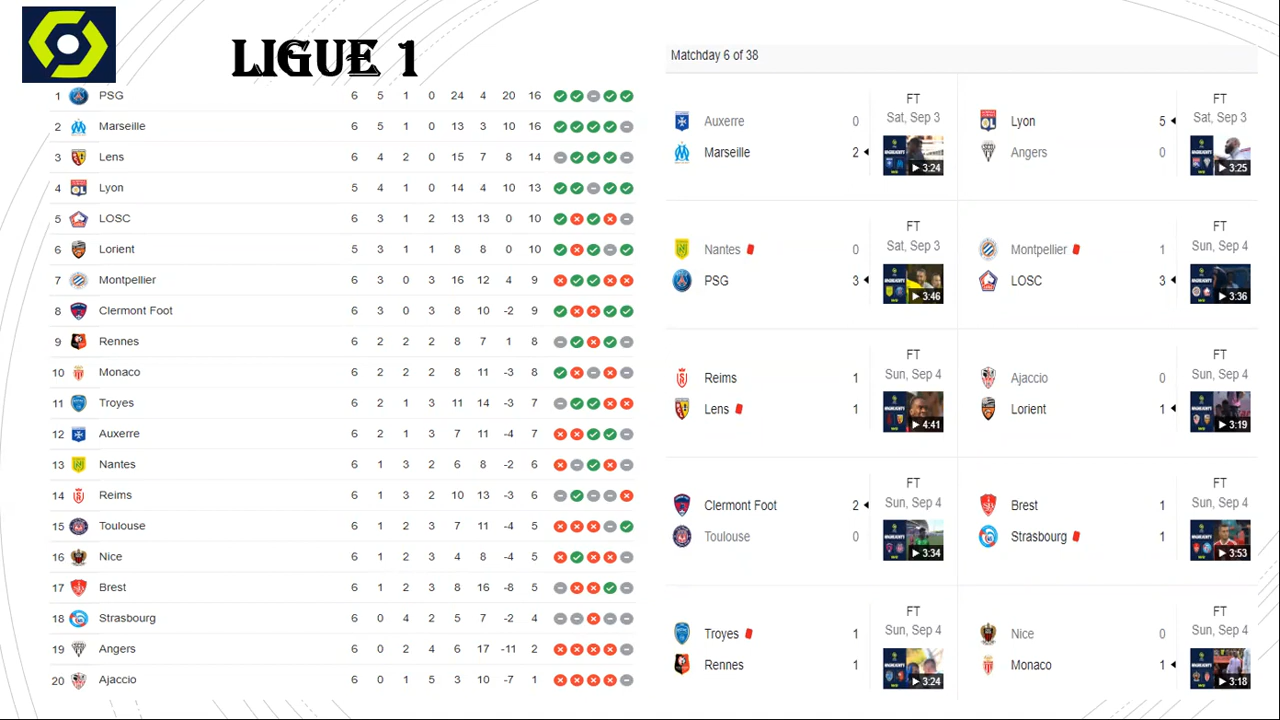 LIGUE 1
1 PSG 6 5 1 0 24 4 20 16
2 Marseille 6 5 1 0 13 3 10 16
3 Lens 6 4 2 0 15 7 8 14
4 Lyon 5 4 1 0 14 4 10 13
5 LOSC 6 3 1 2 13 13 0 10
6 Lorient 5 3 1 1 8 8 0 10
7 Montpellier 6 3 0 3 16 12 4 9
8 Clermont Foot 6 3 0 3 8 10 -2 9
9 Rennes 6 2 2 2 8 7 1 8
10 Monaco 6 2 2 2 8 11 -3 8
11 Troyes 6 2 1 3 11 14 -3 7
12 Auxerre 6 2 1 3 7 11 -4 7
13 Nantes 6 1 3 2 6 8 -2 6
14 Reims 6 1 3 2 10 13 -3 6
15 Toulouse 6 1 2 3 7 11 -4 5
16 Nice 6 1 2 3 4 8 -4 5
17 Brest 6 1 2 3 8 16 -8 5
18 Strasbourg 6 0 4 2 5 7 -2 4
19 Angers 6 0 2 4 6 17 -11 2
20 Ajaccio 6 0 1 5 3 10 -7 1
Matchday 6 of 38
Auxerre 0
Marseille 2
FT
Sat, Sep 3
3:24
Lyon 5
Angers 0
FT
Sat, Sep 3
3:25
Nantes 0
PSG 3
FT
Sat, Sep 3
3:46
Montpellier 1
LOSC 3
FT
Sun, Sep 4
3:36
Reims 1
Lens 1
FT
Sun, Sep 4
4:41
Ajaccio 0
Lorient 1
FT
Sun, Sep 4
3:19
Clermont Foot 2
Toulouse 0
FT
Sun, Sep 4
3:34
Brest 1
Strasbourg 1
FT
Sun, Sep 4
3:53
Troyes 1
Rennes 1
FT
Sun, Sep 4
3:24
Nice 0
Monaco 1
FT
Sun, Sep 4
3:18